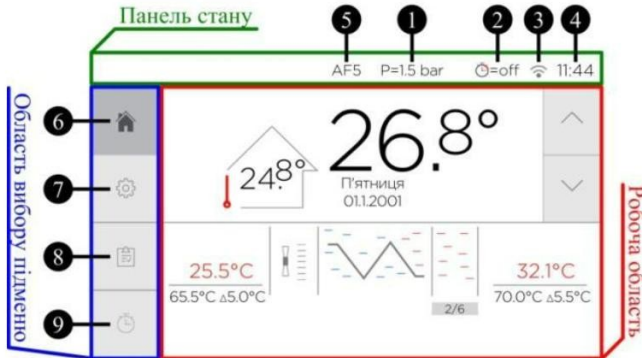 Панель стану
5 1 2 3 4
AF5 P=1.5 bar =off 11:44
Область вибору підменю
6
7
8
9
26.8°
24.8°
П'ятниця
01.1.2001
25.5°C
65.5°C △5.0°C
32.1°C
70.0°C △5.5°C
2/6
Робоча область